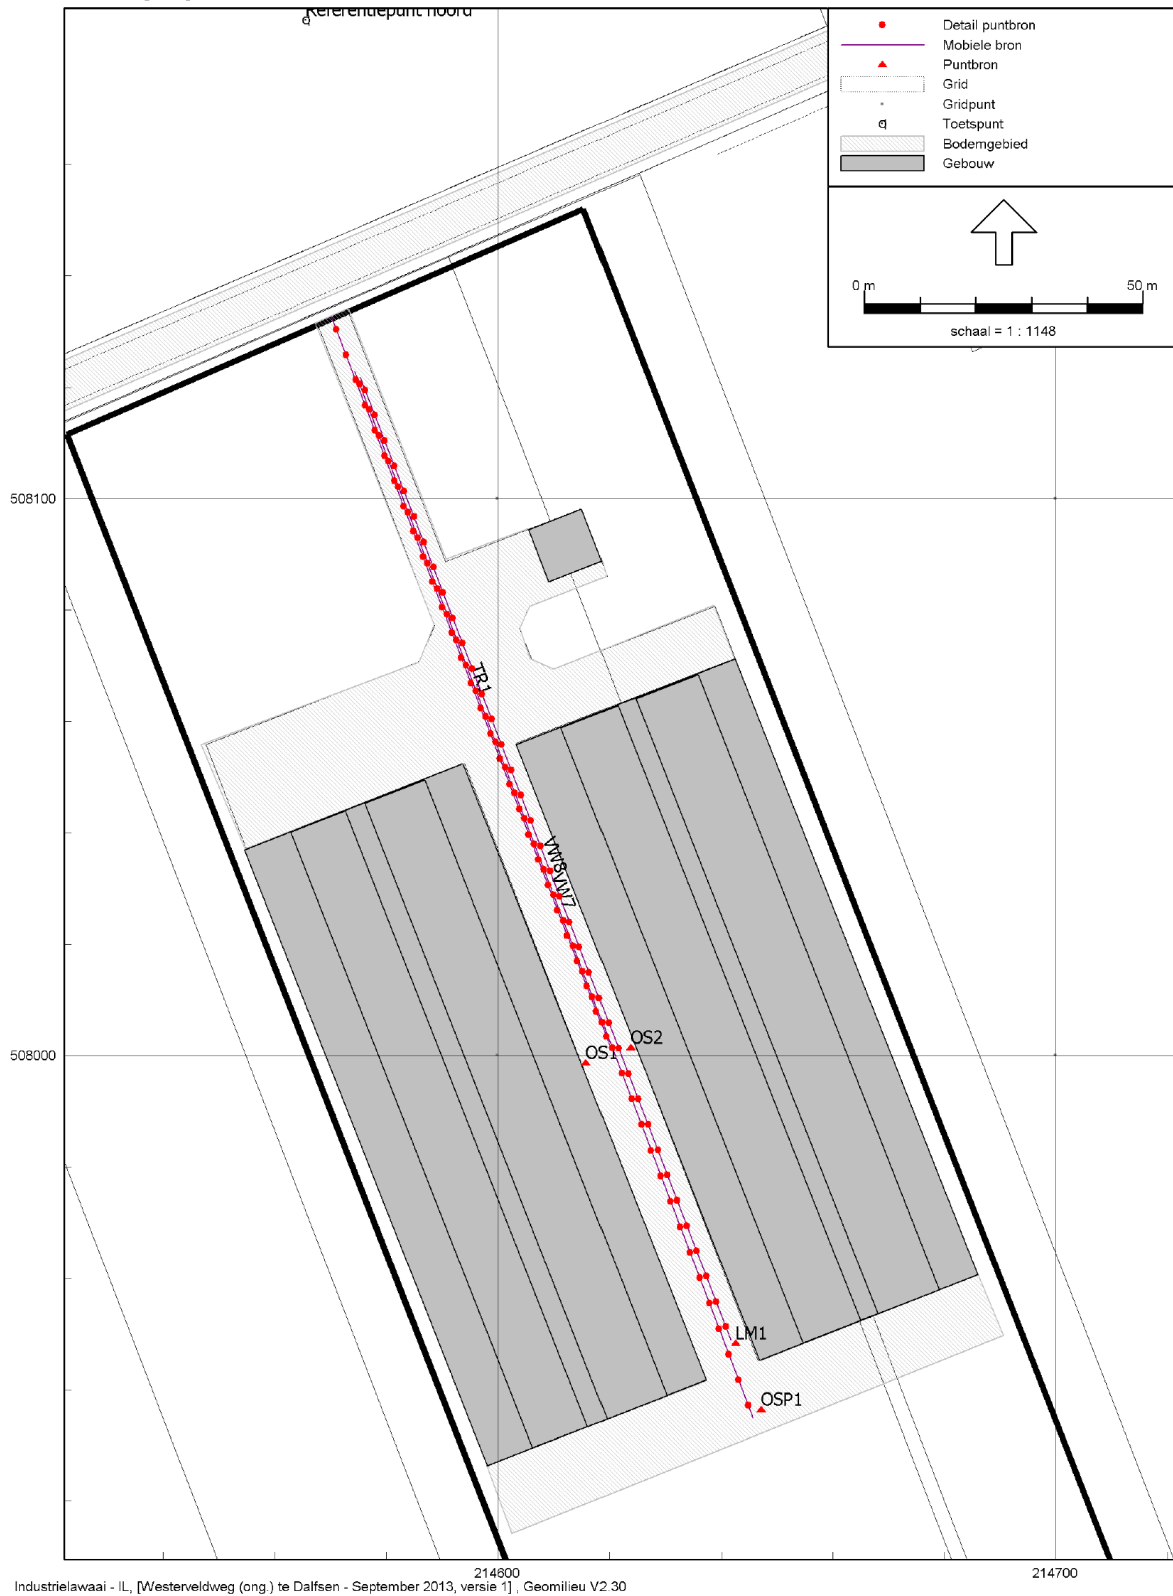 Referentiepunt noord
Detail puntbron
Mobiele bron
Puntbron
Grid
Gridpunt
Toetspunt
Bodemgebied
Gebouw
0 m
50 m
schaal = 1 : 1148
508100
TR1
VW8
VW7
508000
OS2
OS1
LM1
OSP1
214600
214700
Industrielawaai - IL, [Westerveldweg (ong.) te Dalfsen - September 2013, versie 1] , Geomilieu V2.30